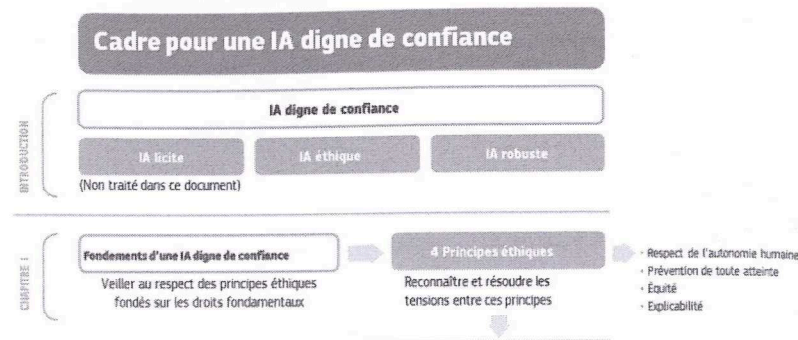 Cadre pour une IA digne de confiance
INTRODUCTION
IA digne de confiance
IA licite
IA éthique
IA robuste
(Non traité dans ce document)
CHAPITRE I
Fondements d'une IA digne de confiance
Veiller au respect des principes éthiques
fondés sur les droits fondamentaux
4 Principes éthiques
Reconnaître et résoudre les
tensions entre ces principes
· Respect de l'autonomie humaine
· Prévention de toute atteinte
· Équité
· Explicabilité